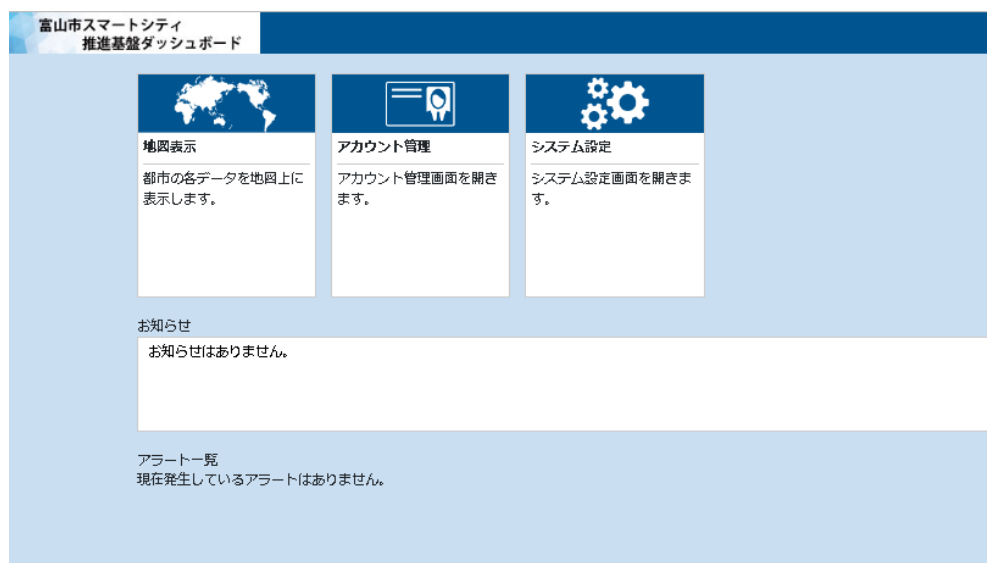 富山市スマートシティ
推進基盤ダッシュボード
地図表示
都市の各データを地図上に
表示します。
アカウント管理
アカウント管理画面を開き
ます。
システム設定
システム設定画面を開きま
す。
お知らせ
お知らせはありません。
アラート一覧
現在発生しているアラートはありません。